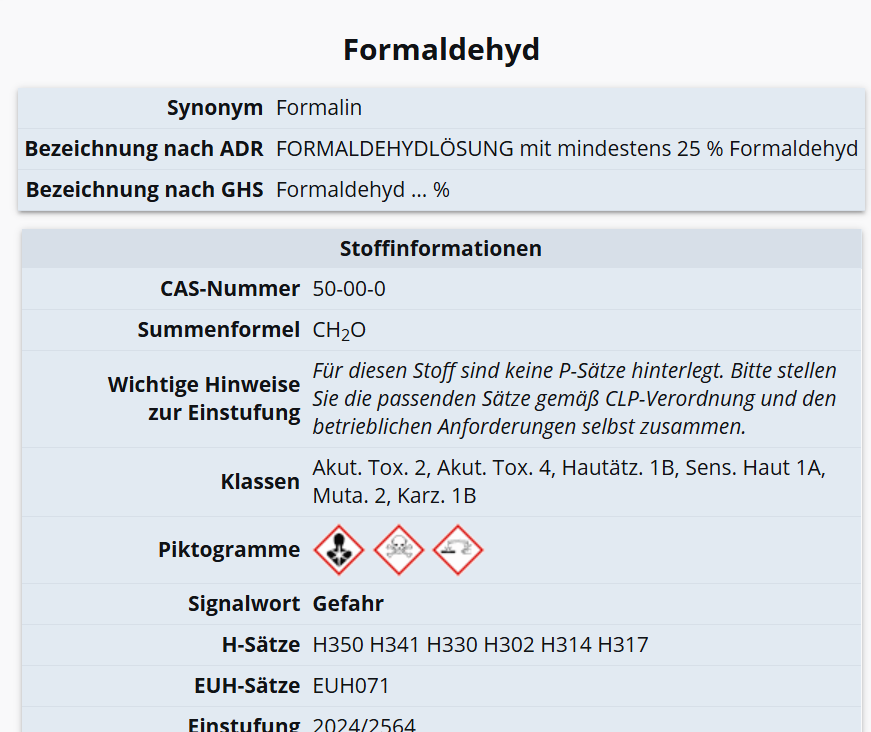 Formaldehyd
Synonym Formalin
Bezeichnung nach ADR FORMALDEHYDLÖSUNG mit mindestens 25 % Formaldehyd
Bezeichnung nach GHS Formaldehyd ... %
Stoffinformationen
CAS-Nummer 50-00-0
Summenformel CH₂O
Wichtige Hinweise zur Einstufung
Für diesen Stoff sind keine P-Sätze hinterlegt. Bitte stellen
Sie die passenden Sätze gemäß CLP-Verordnung und den
betrieblichen Anforderungen selbst zusammen.
Klassen Akut. Tox. 2, Akut. Tox. 4, Hautätz. 1B, Sens. Haut 1A,
Muta. 2, Karz. 1B
Piktogramme
Signalwort Gefahr
H-Sätze H350 H341 H330 H302 H314 H317
EUH-Sätze EUH071
Einstufung 2024/2564